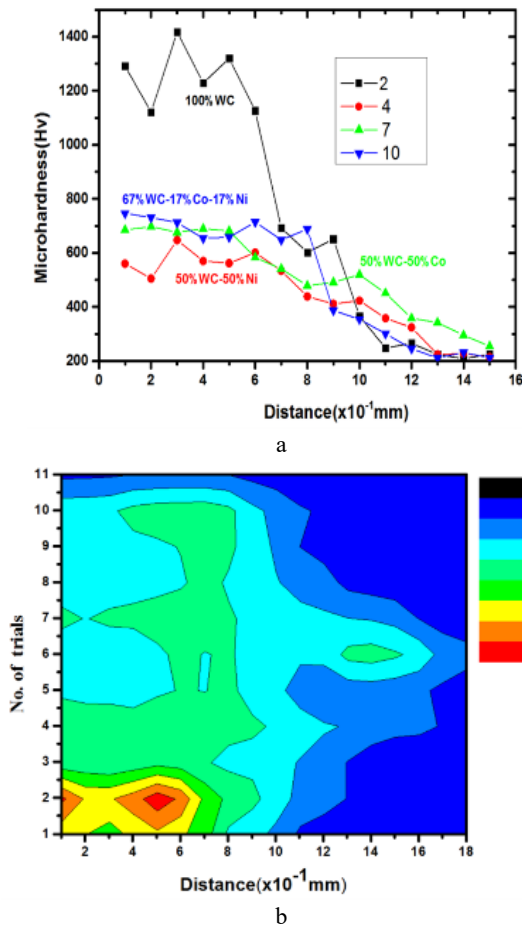 1400
1200
1000
800
600
400
200
Microhardness(Hv)
100%WC
67%WC-17%Co-17%Ni
50%WC-50%Ni
50%WC-50%Co
2
4
7
10
0 2 4 6 8 10 12 14 16
Distance(x10⁻¹mm)
a
11
10
9
8
7
6
5
4
3
2
1
No. of trials
2 4 6 8 10 12 14 16 18
Distance(x10⁻¹mm)
b